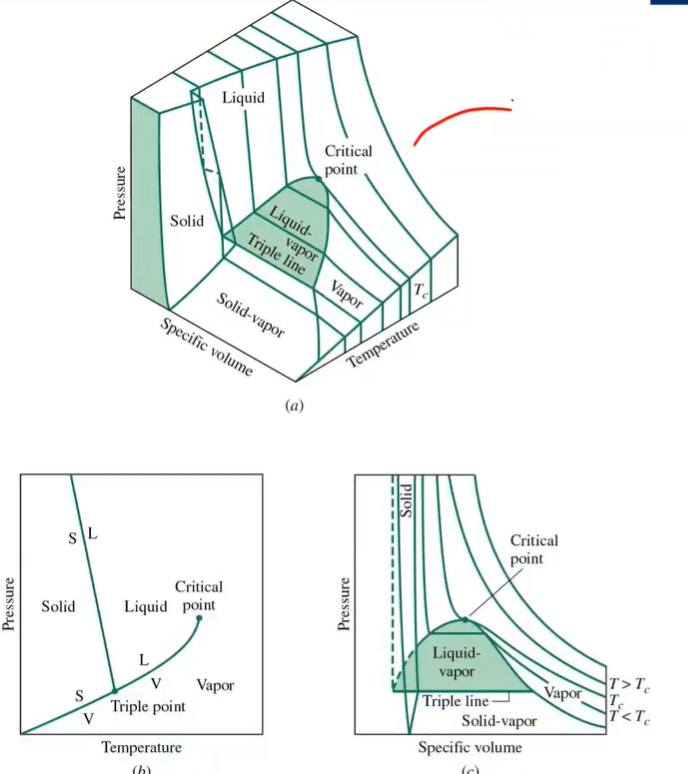 Liquid
Critical
point
Pressure
Solid
Liquid-
vapor
Triple line
Vapor
T_c
Solid-vapor
Specific volume
Temperature
(a)
S L
Critical
point
Solid
Liquid
L
V
S
V
Vapor
Triple point
Pressure
Temperature
(b)
Solid
Critical
point
Pressure
Liquid-
vapor
Triple line
Vapor
Solid-vapor
T > T_c
T_c
T < T_c
Specific volume
(c)